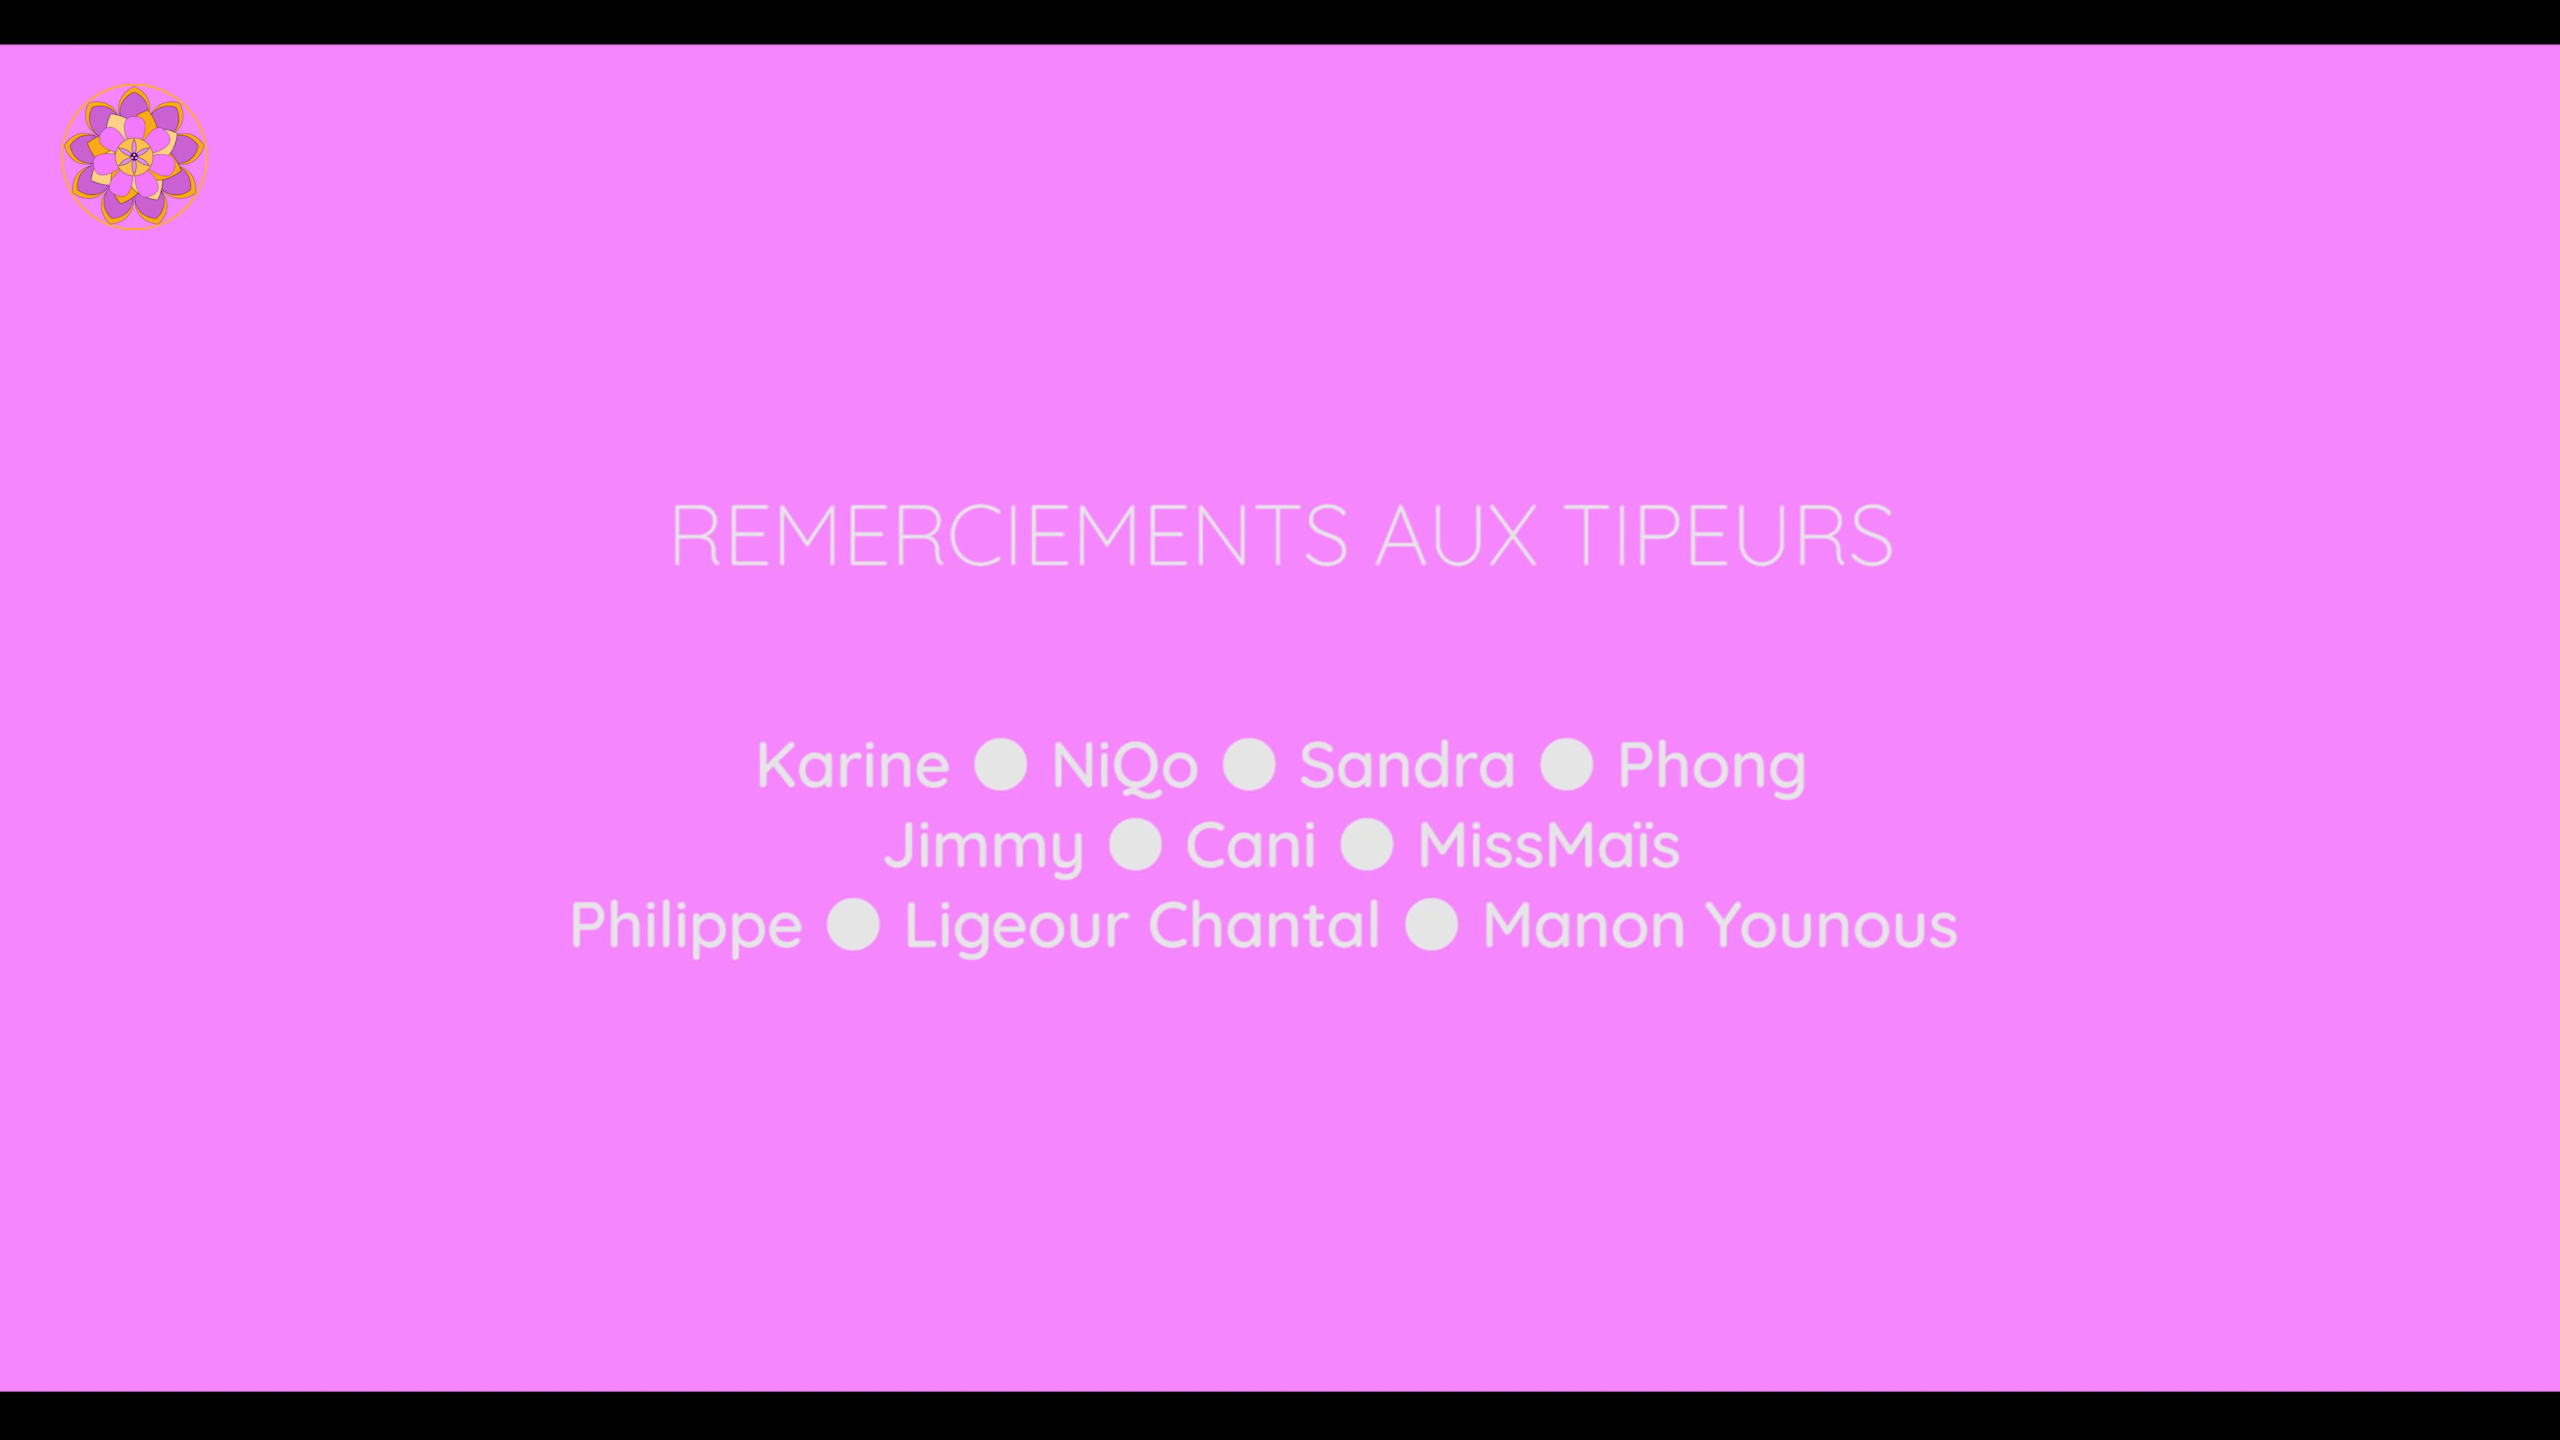 REMERCIEMENTS AUX TIPEURS
Karine ● NiQo ● Sandra ● Phong
Jimmy ● Cani ● MissMaïs
Philippe ● Ligeour Chantal ● Manon Younous